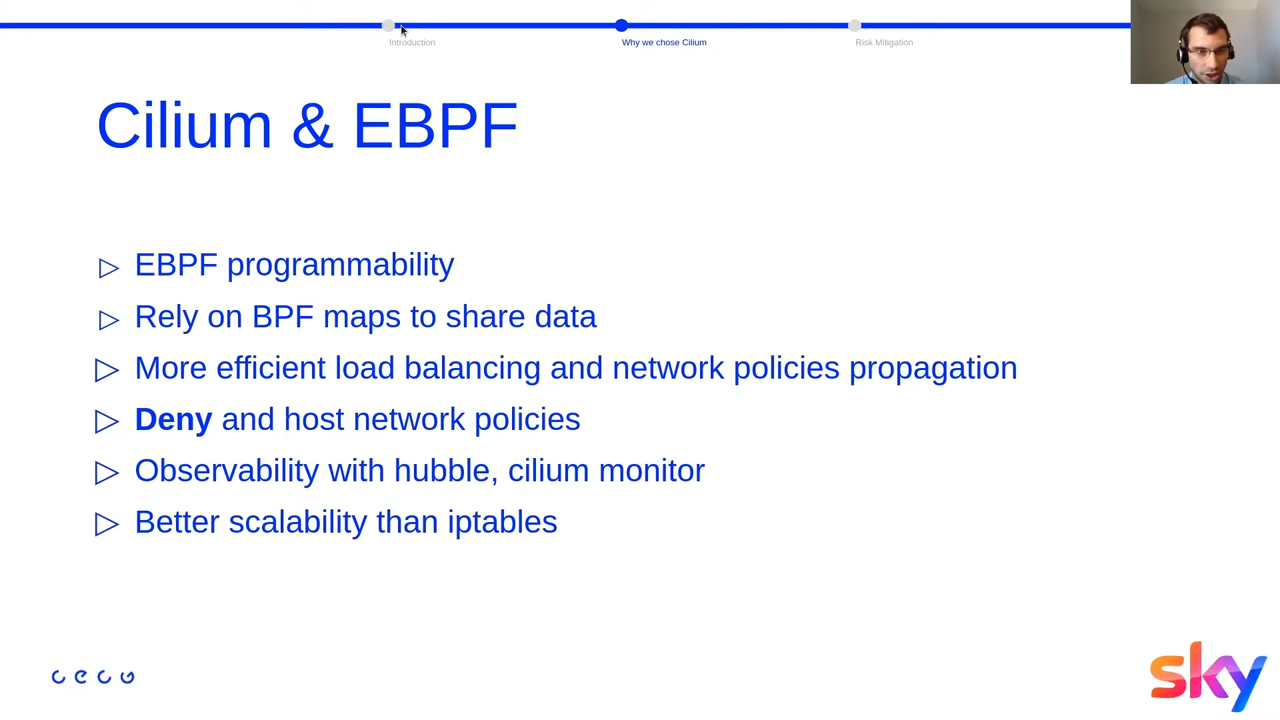 Introduction
Why we chose Cilium
Risk Mitigation
Cilium & EBPF
EBPF programmability
Rely on BPF maps to share data
More efficient load balancing and network policies propagation
Deny and host network policies
Observability with hubble, cilium monitor
Better scalability than iptables
ceco
sky